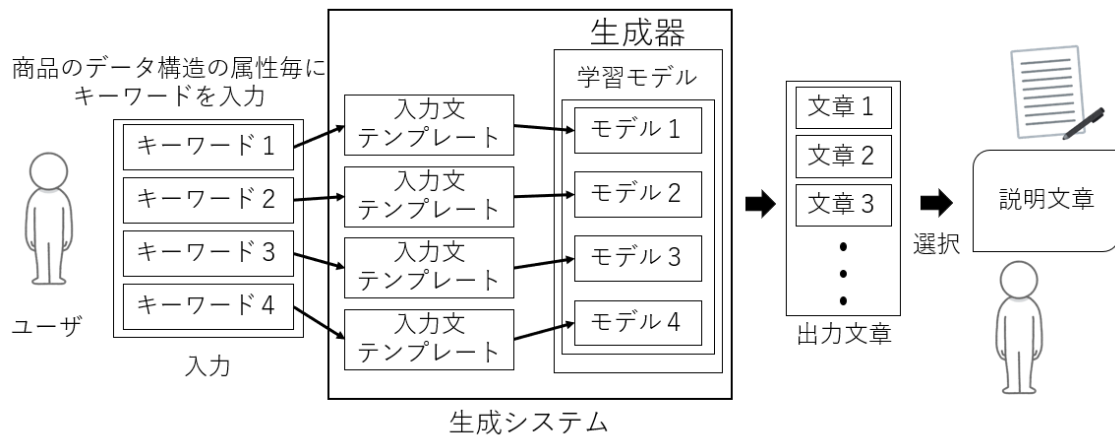 商品のデータ構造の属性毎に
キーワードを入力
キーワード1
キーワード2
キーワード3
キーワード4
ユーザ
入力
生成器
学習モデル
入力文
テンプレート
入力文
テンプレート
入力文
テンプレート
入力文
テンプレート
モデル1
モデル2
モデル3
モデル4
生成システム
文章1
文章2
文章3
出力文章
選択
説明文章